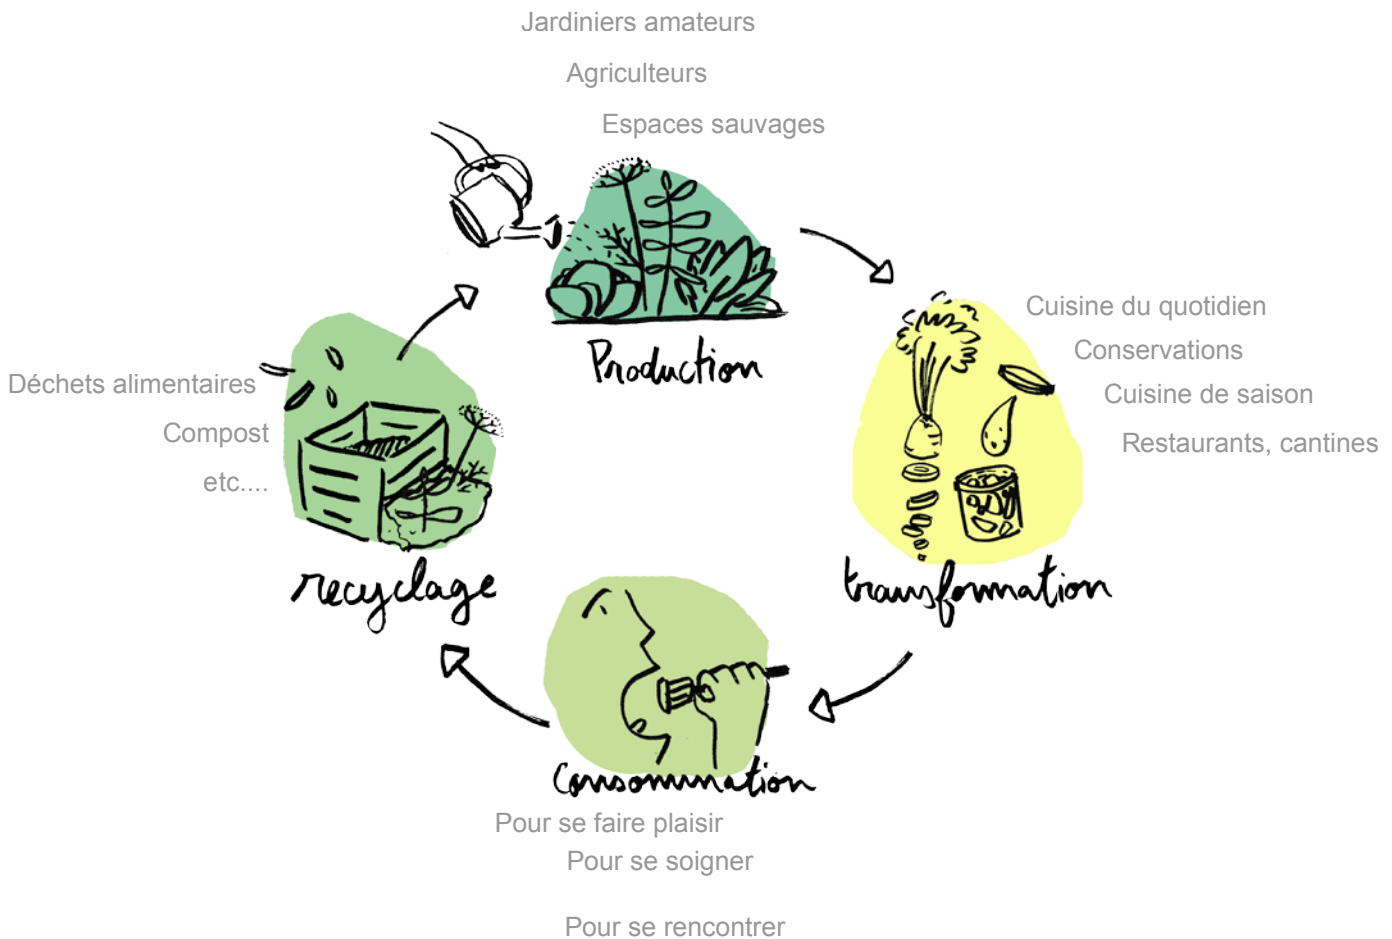 Jardiniers amateurs
Agriculteurs
Espaces sauvages
Production
Cuisine du quotidien
Conservations
Cuisine de saison
Restaurants, cantines
transformation
Déchets alimentaires
Compost
etc....
recyclage
Consommation
Pour se faire plaisir
Pour se soigner
Pour se rencontrer